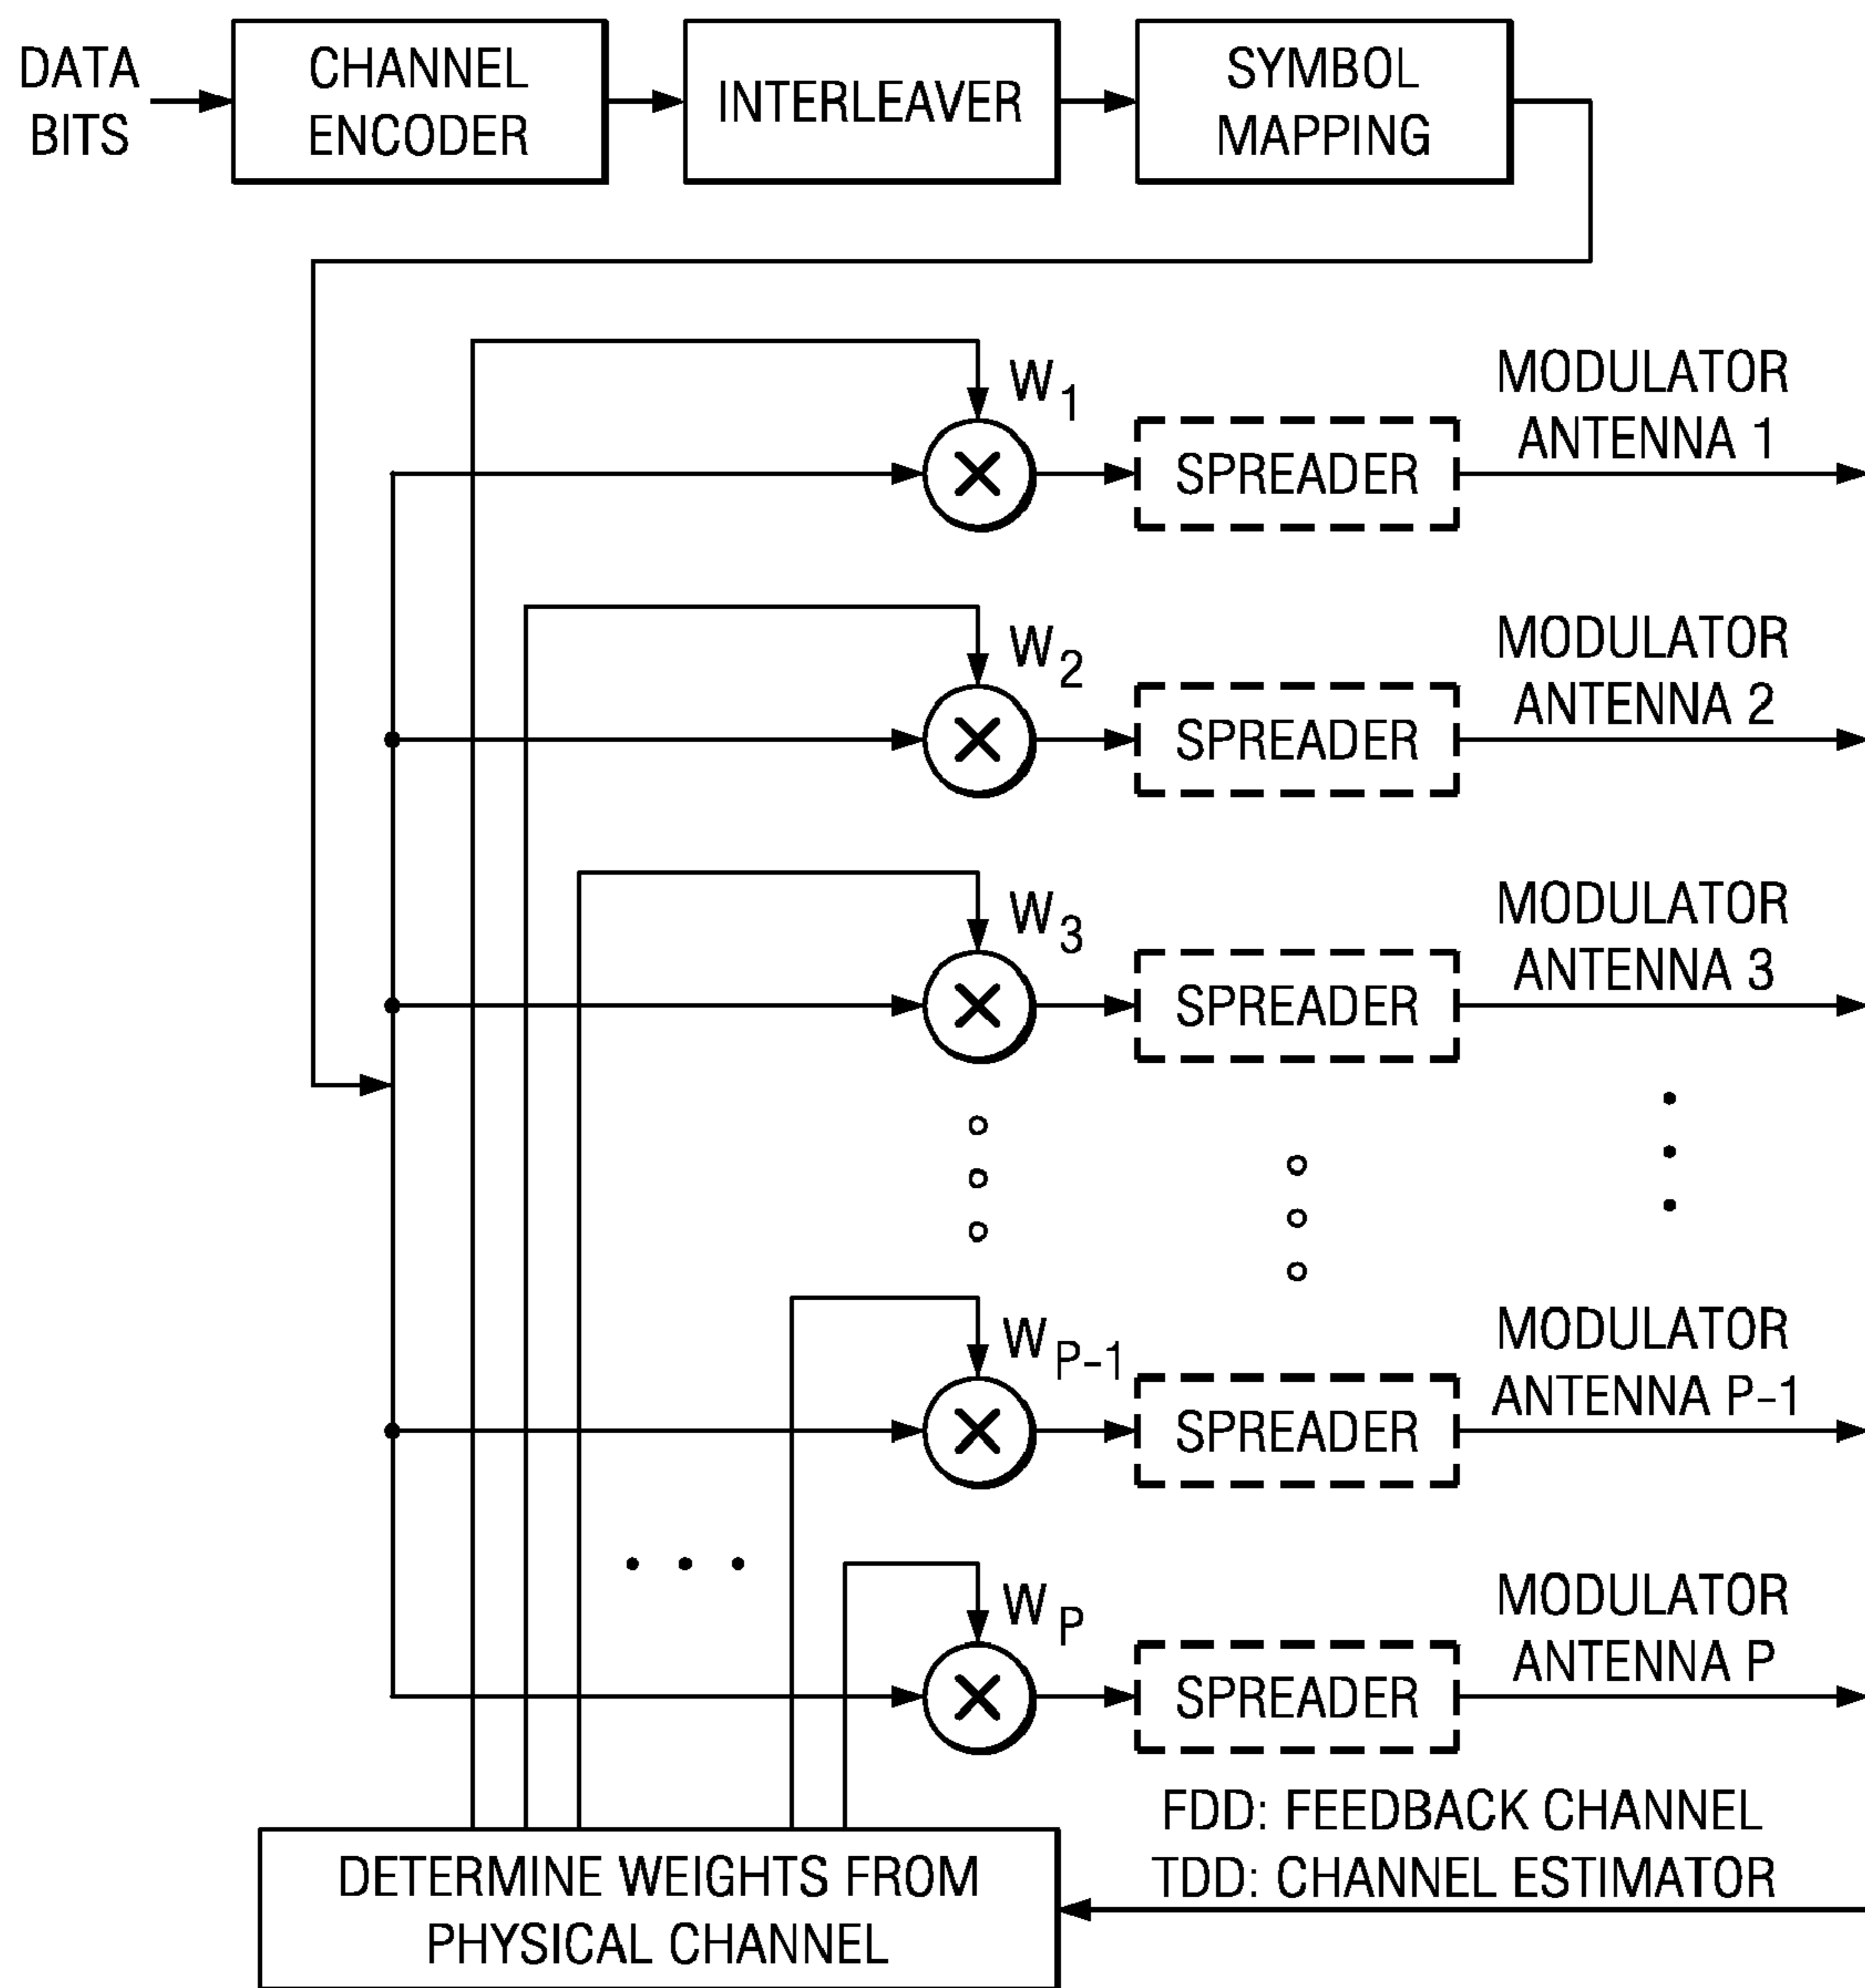 DATA
BITS
CHANNEL
ENCODER
INTERLEAVER
SYMBOL
MAPPING
W1
MODULATOR
ANTENNA 1
SPREADER
W2
MODULATOR
ANTENNA 2
SPREADER
W3
MODULATOR
ANTENNA 3
SPREADER
WP-1
MODULATOR
ANTENNA P-1
SPREADER
WP
MODULATOR
ANTENNA P
SPREADER
FDD: FEEDBACK CHANNEL
TDD: CHANNEL ESTIMATOR
DETERMINE WEIGHTS FROM
PHYSICAL CHANNEL